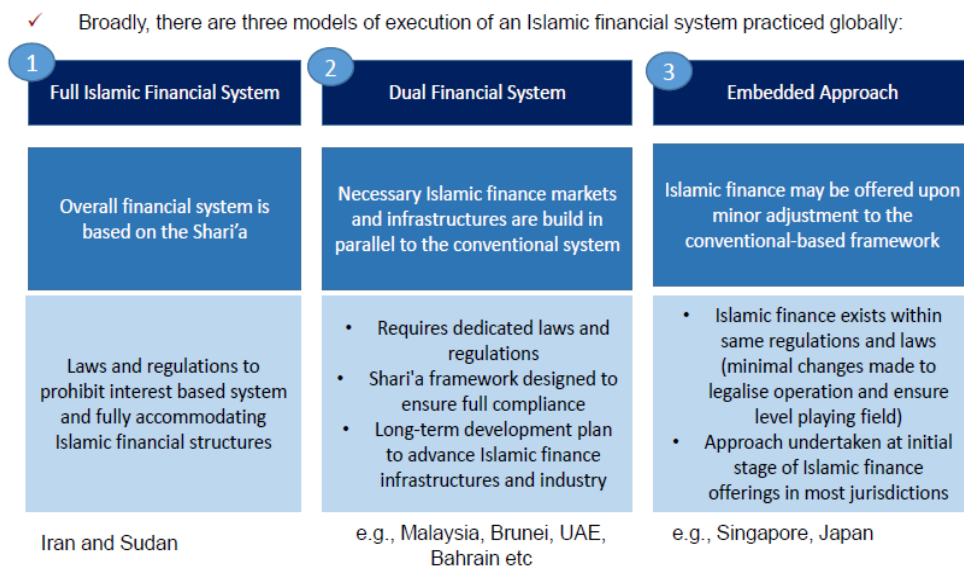 ✓ Broadly, there are three models of execution of an Islamic financial system practiced globally:
1
Full Islamic Financial System
Overall financial system is
based on the Shari’a
Laws and regulations to
prohibit interest based system
and fully accommodating
Islamic financial structures
Iran and Sudan
2
Dual Financial System
Necessary Islamic finance markets
and infrastructures are build in
parallel to the conventional system
• Requires dedicated laws and
regulations
• Shari'a framework designed to
ensure full compliance
• Long-term development plan
to advance Islamic finance
infrastructures and industry
e.g., Malaysia, Brunei, UAE,
Bahrain etc
3
Embedded Approach
Islamic finance may be offered upon
minor adjustment to the
conventional-based framework
• Islamic finance exists within
same regulations and laws
(minimal changes made to
legalise operation and ensure
level playing field)
• Approach undertaken at initial
stage of Islamic finance
offerings in most jurisdictions
e.g., Singapore, Japan